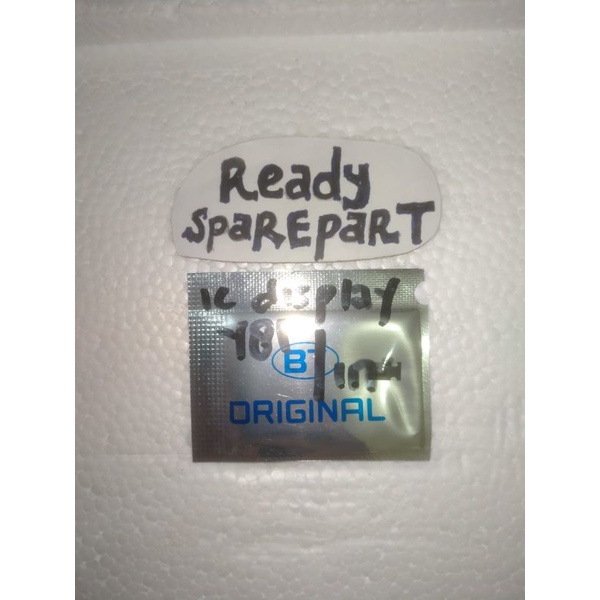 Ready
SPAREPART
ic display
BT
ORIGINAL